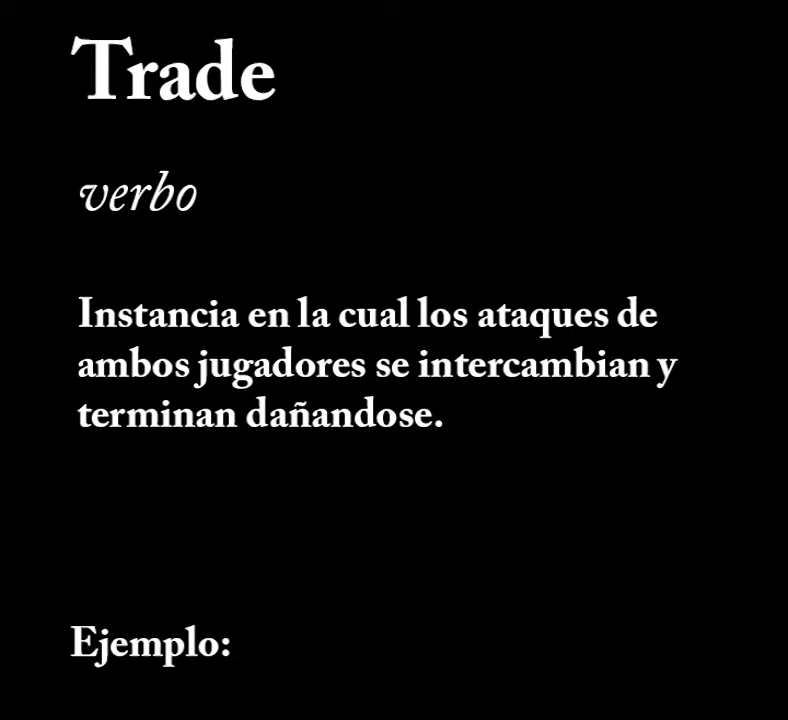 Trade
verbo
Instancia en la cual los ataques de
ambos jugadores se intercambian y
terminan dañandose.
Ejemplo: